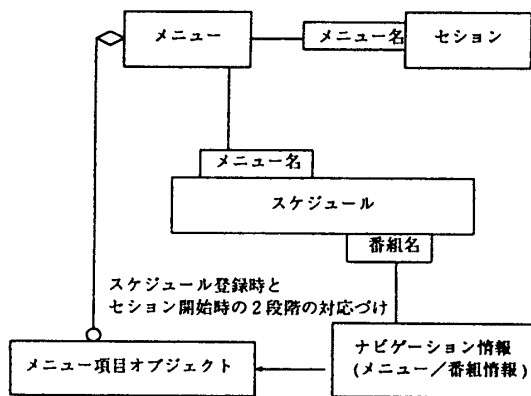 メニュー
メニュー名
セション
メニュー名
スケジュール
番組名
スケジュール登録時と
セション開始時の2段階の対応づけ
メニュー項目オブジェクト
ナビゲーション情報
(メニュー/番組情報)